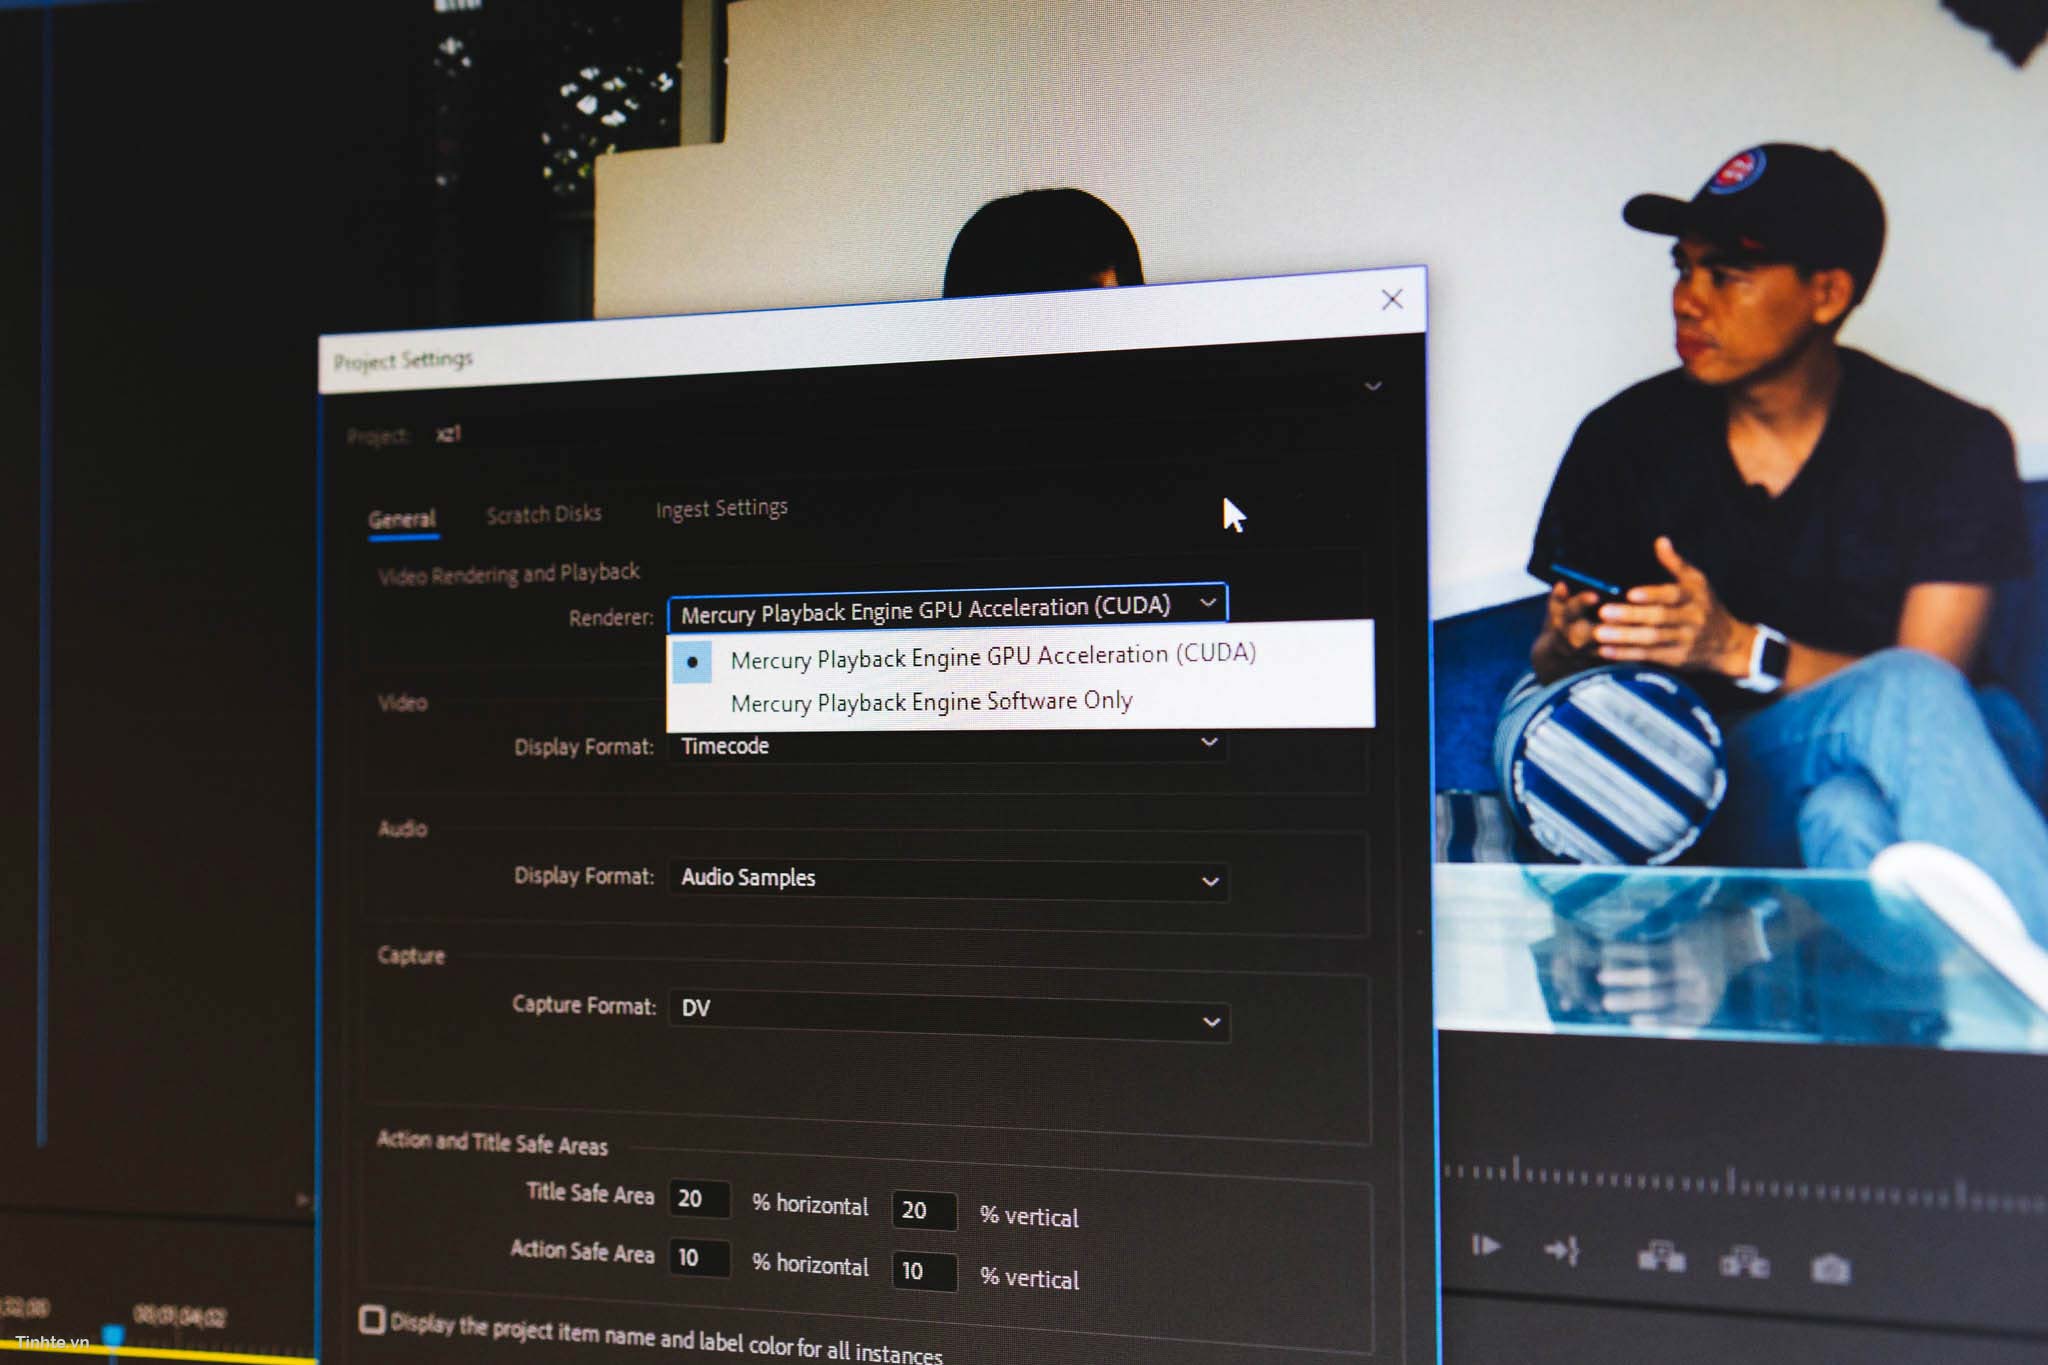 Project Settings
Project: xz1
General Scratch Disks Ingest Settings
Video Rendering and Playback
Renderer: Mercury Playback Engine GPU Acceleration (CUDA)
Mercury Playback Engine GPU Acceleration (CUDA)
Mercury Playback Engine Software Only
Video
Display Format: Timecode
Audio
Display Format: Audio Samples
Capture
Capture Format: DV
Action and Title Safe Areas
Title Safe Area 20 % horizontal 20 % vertical
Action Safe Area 10 % horizontal 10 % vertical
Display the project item name and label color for all instances
Tinhte.vn